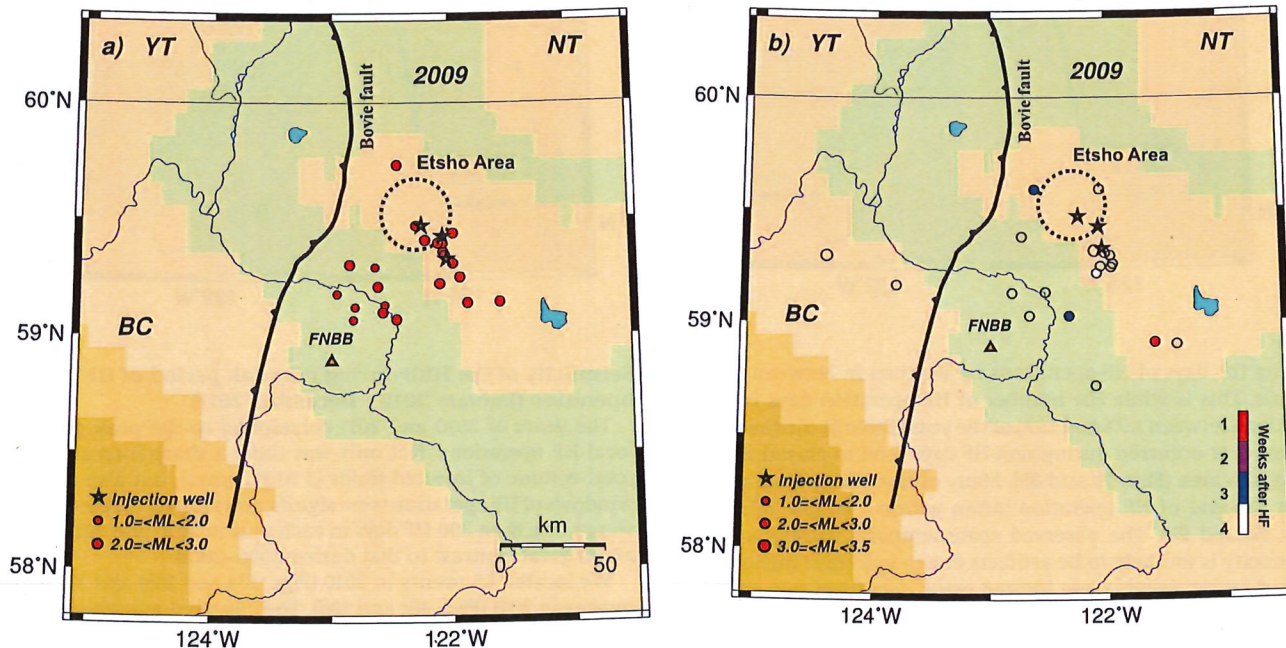 a) YT
NT
2009
60°N
Bovie fault
Etsho Area
59°N
BC
FNBB
Injection well
1.0=<ML<2.0
2.0=<ML<3.0
km
0 50
58°N
124°W
122°W
b) YT
NT
2009
60°N
Bovie fault
Etsho Area
59°N
BC
FNBB
1
2
3
4
Weeks after HF
Injection well
1.0=<ML<2.0
2.0=<ML<3.0
3.0=<ML<3.5
58°N
124°W
122°W